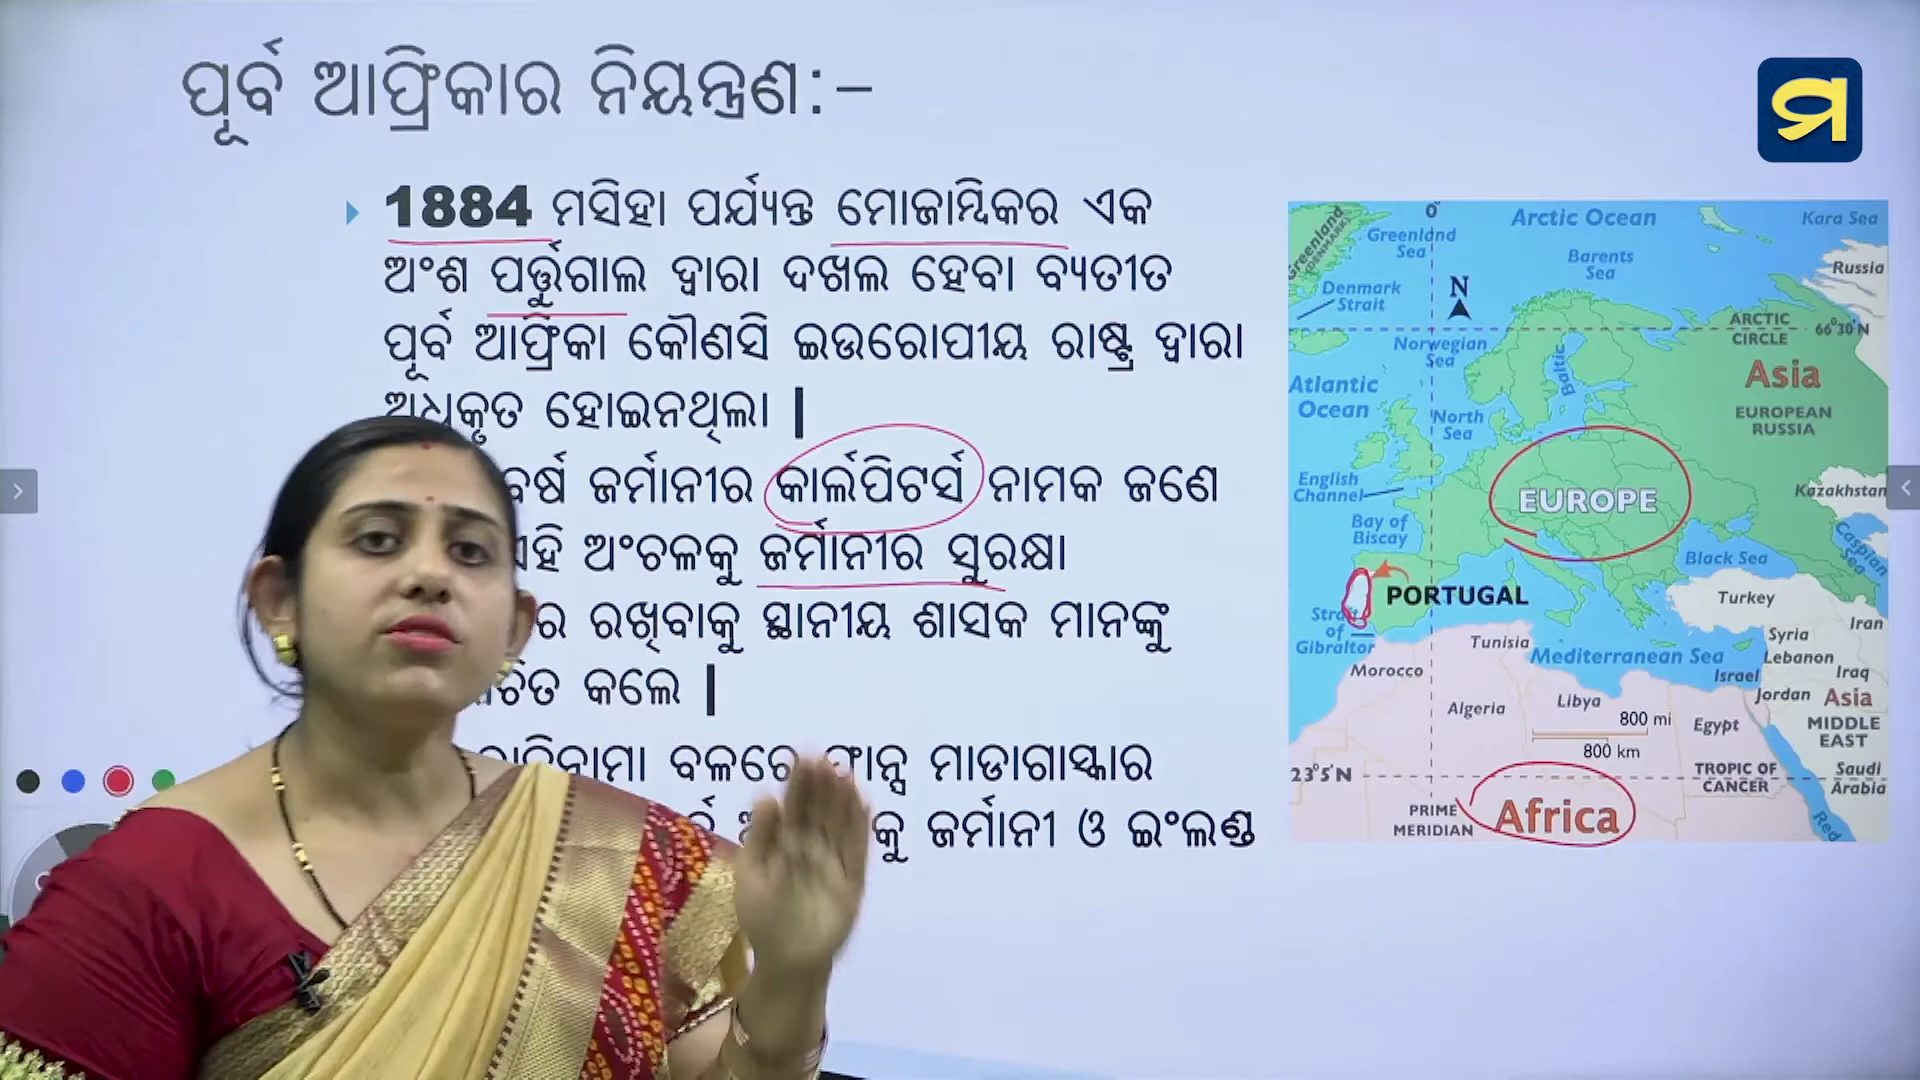 ପୂର୍ବ ଆଫ୍ରିକାର ନିୟନ୍ତ୍ରଣ:–
1884 ମସିହା ପର୍ଯ୍ୟନ୍ତ ମୋଜାମ୍ବିକର ଏକ
ଅଂଶ ପର୍ତ୍ତୁଗାଲ ଦ୍ୱାରା ଦଖଲ ହେବା ବ୍ୟତୀତ
ପୂର୍ବ ଆଫ୍ରିକା କୌଣସି ଇଉରୋପୀୟ ରାଷ୍ଟ୍ର ଦ୍ୱାରା
ଅଧିକୃତ ହୋଇନଥିଲା |
ବର୍ଷ ଜର୍ମାନୀର କାର୍ଲପିଟର୍ସ ନାମକ ଜଣେ
ଅଂଚଳକୁ ଜର୍ମାନୀର ସୁରକ୍ଷା
ରଖିବାକୁ ସ୍ଥାନୀୟ ଶାସକ ମାନଙ୍କୁ
କଲେ |
ବଳରେ ଫ୍ରାନ୍ସ ମାଡାଗାସ୍କାର
ଜର୍ମାନୀ ଓ ଇଂଲଣ୍ଡ
ମ
0°
Arctic Ocean
Kara Sea
Greenland
(DENMARK)
Greenland
Sea
Barents
Sea
Russia
Denmark
Strait
N
ARCTIC
CIRCLE
66°30'N
Norwegian
Sea
Baltic
Asia
Atlantic
Ocean
North
Sea
EUROPEAN
RUSSIA
English
Channel
EUROPE
Kazakhstan
Bay of
Biscay
Black Sea
Caspian
Sea
PORTUGAL
Turkey
Strait
of
Gibraltor
Tunisia
Mediterranean Sea
Syria
Lebanon
Iran
Morocco
Israel
Iraq
Algeria
Libya
Jordan
Asia
800 mi
800 km
Egypt
MIDDLE
EAST
23°5'N
TROPIC OF
CANCER
Saudi
Arabia
PRIME
MERIDIAN
Africa
Red